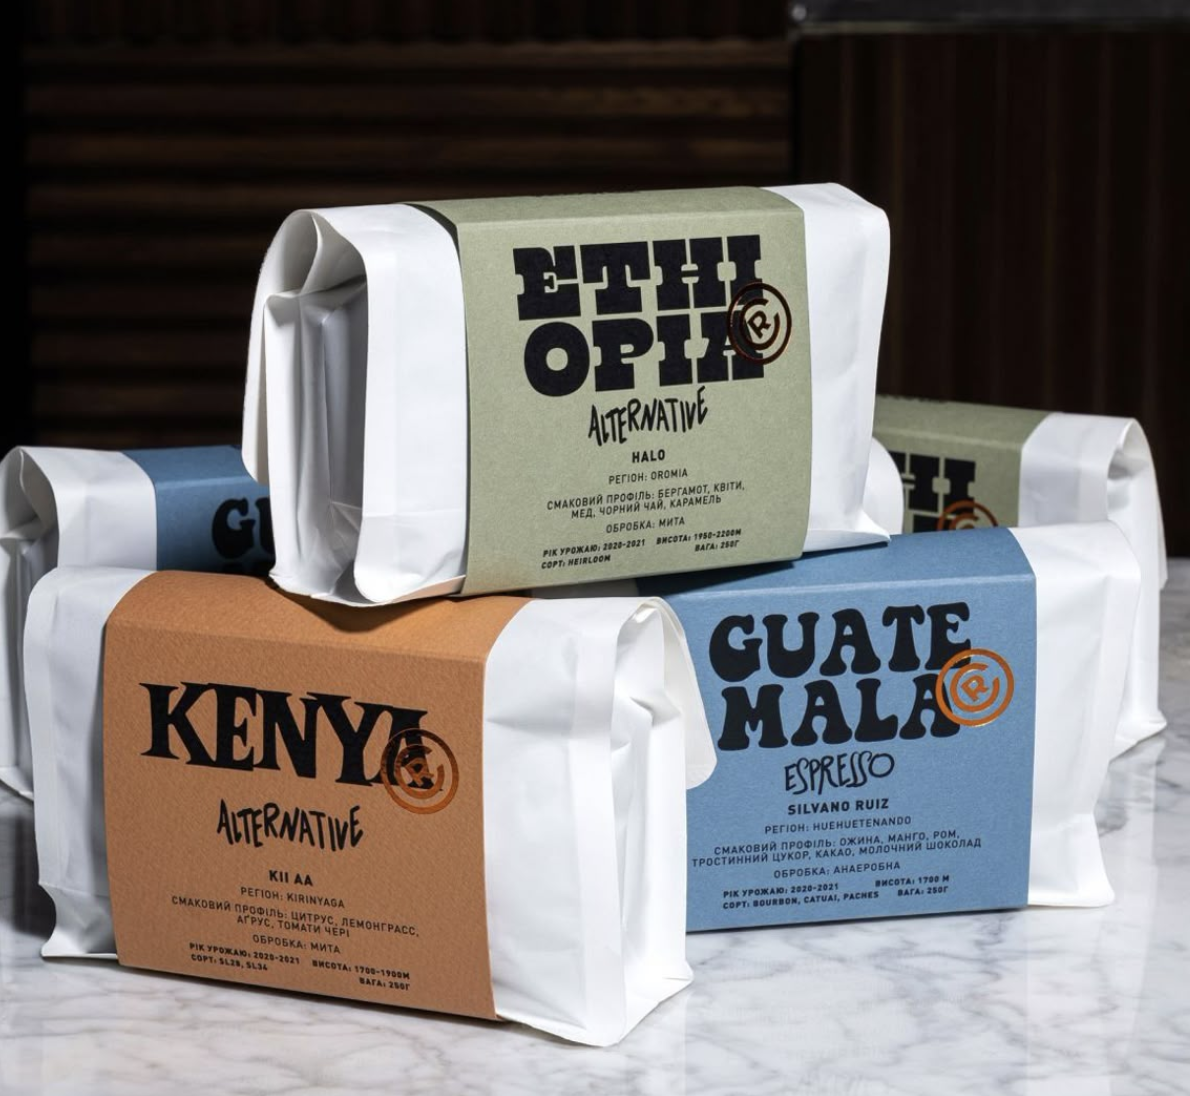 ETHI
OPIA
R
ALTERNATIVE
HALO
РЕГІОН: OROMIA
СМАКОВИЙ ПРОФІЛЬ: БЕРГАМОТ, КВІТИ,
МЕД, ЧОРНИЙ ЧАЙ, КАРАМЕЛЬ
ОБРОБКА: МИТА
РІК УРОЖАЮ: 2020-2021 ВИСОТА: 1950-2200М
СОРТ: HEIRLOOM ВАГА: 250Г
GU
HI
KENYA
R
ALTERNATIVE
KII AA
РЕГІОН: KIRINYAGA
СМАКОВИЙ ПРОФІЛЬ: ЦИТРУС, ЛЕМОНГРАСС,
АҐРУС, ТОМАТИ ЧЕРІ
ОБРОБКА: МИТА
РІК УРОЖАЮ: 2020-2021 ВИСОТА: 1700-1900М
СОРТ: SL28, SL34
ВАГА: 250Г
GUATE
MALA
R
ESPRESSO
SILVANO RUIZ
РЕГІОН: HUEHUETENANDO
СМАКОВИЙ ПРОФІЛЬ: ОЖИНА, МАНГО, РОМ,
ТРОСТИННИЙ ЦУКОР, КАКАО, МОЛОЧНИЙ ШОКОЛАД
ОБРОБКА: АНАЕРОБНА
РІК УРОЖАЮ: 2020-2021 ВИСОТА: 1700 М
СОРТ: BOURBON, CATUAI, PACHES ВАГА: 250Г